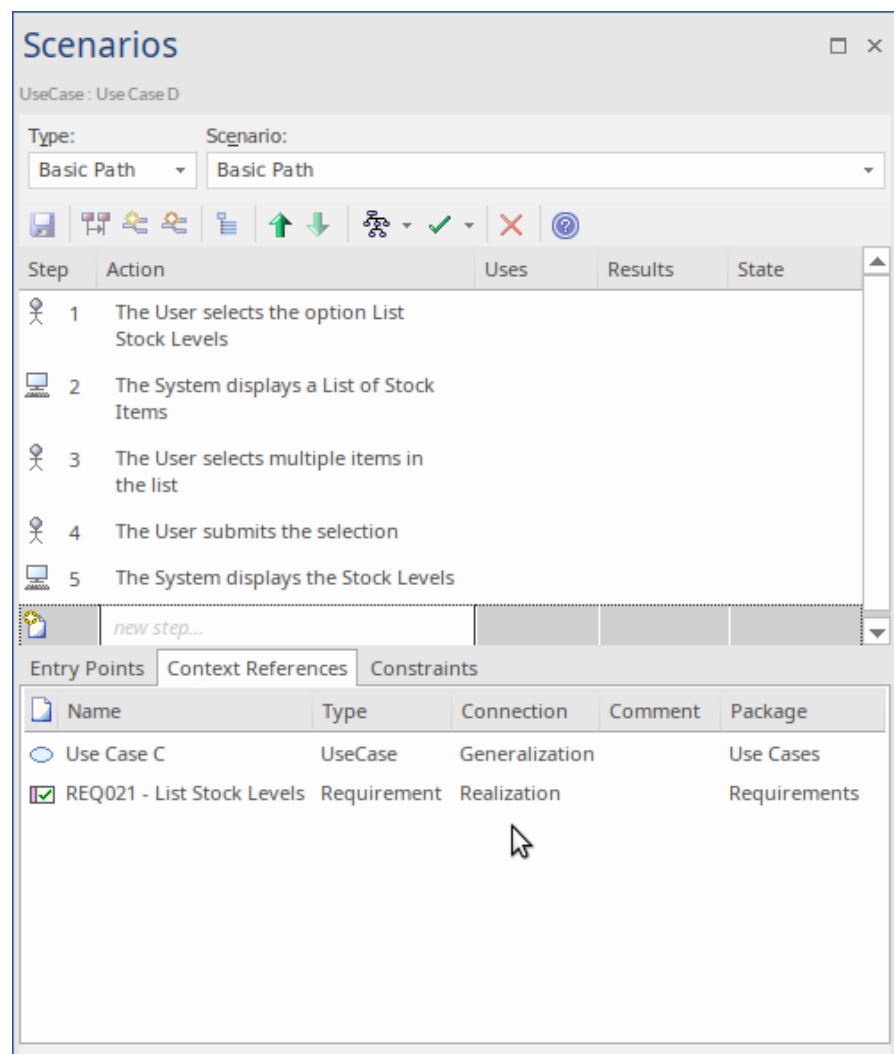 Scenarios
UseCase : Use Case D
Type: Scenario:
Basic Path Basic Path
Step Action Uses Results State
1 The User selects the option List
Stock Levels
2 The System displays a List of Stock
Items
3 The User selects multiple items in
the list
4 The User submits the selection
5 The System displays the Stock Levels
new step...
Entry Points Context References Constraints
Name Type Connection Comment Package
Use Case C UseCase Generalization Use Cases
REQ021 - List Stock Levels Requirement Realization Requirements